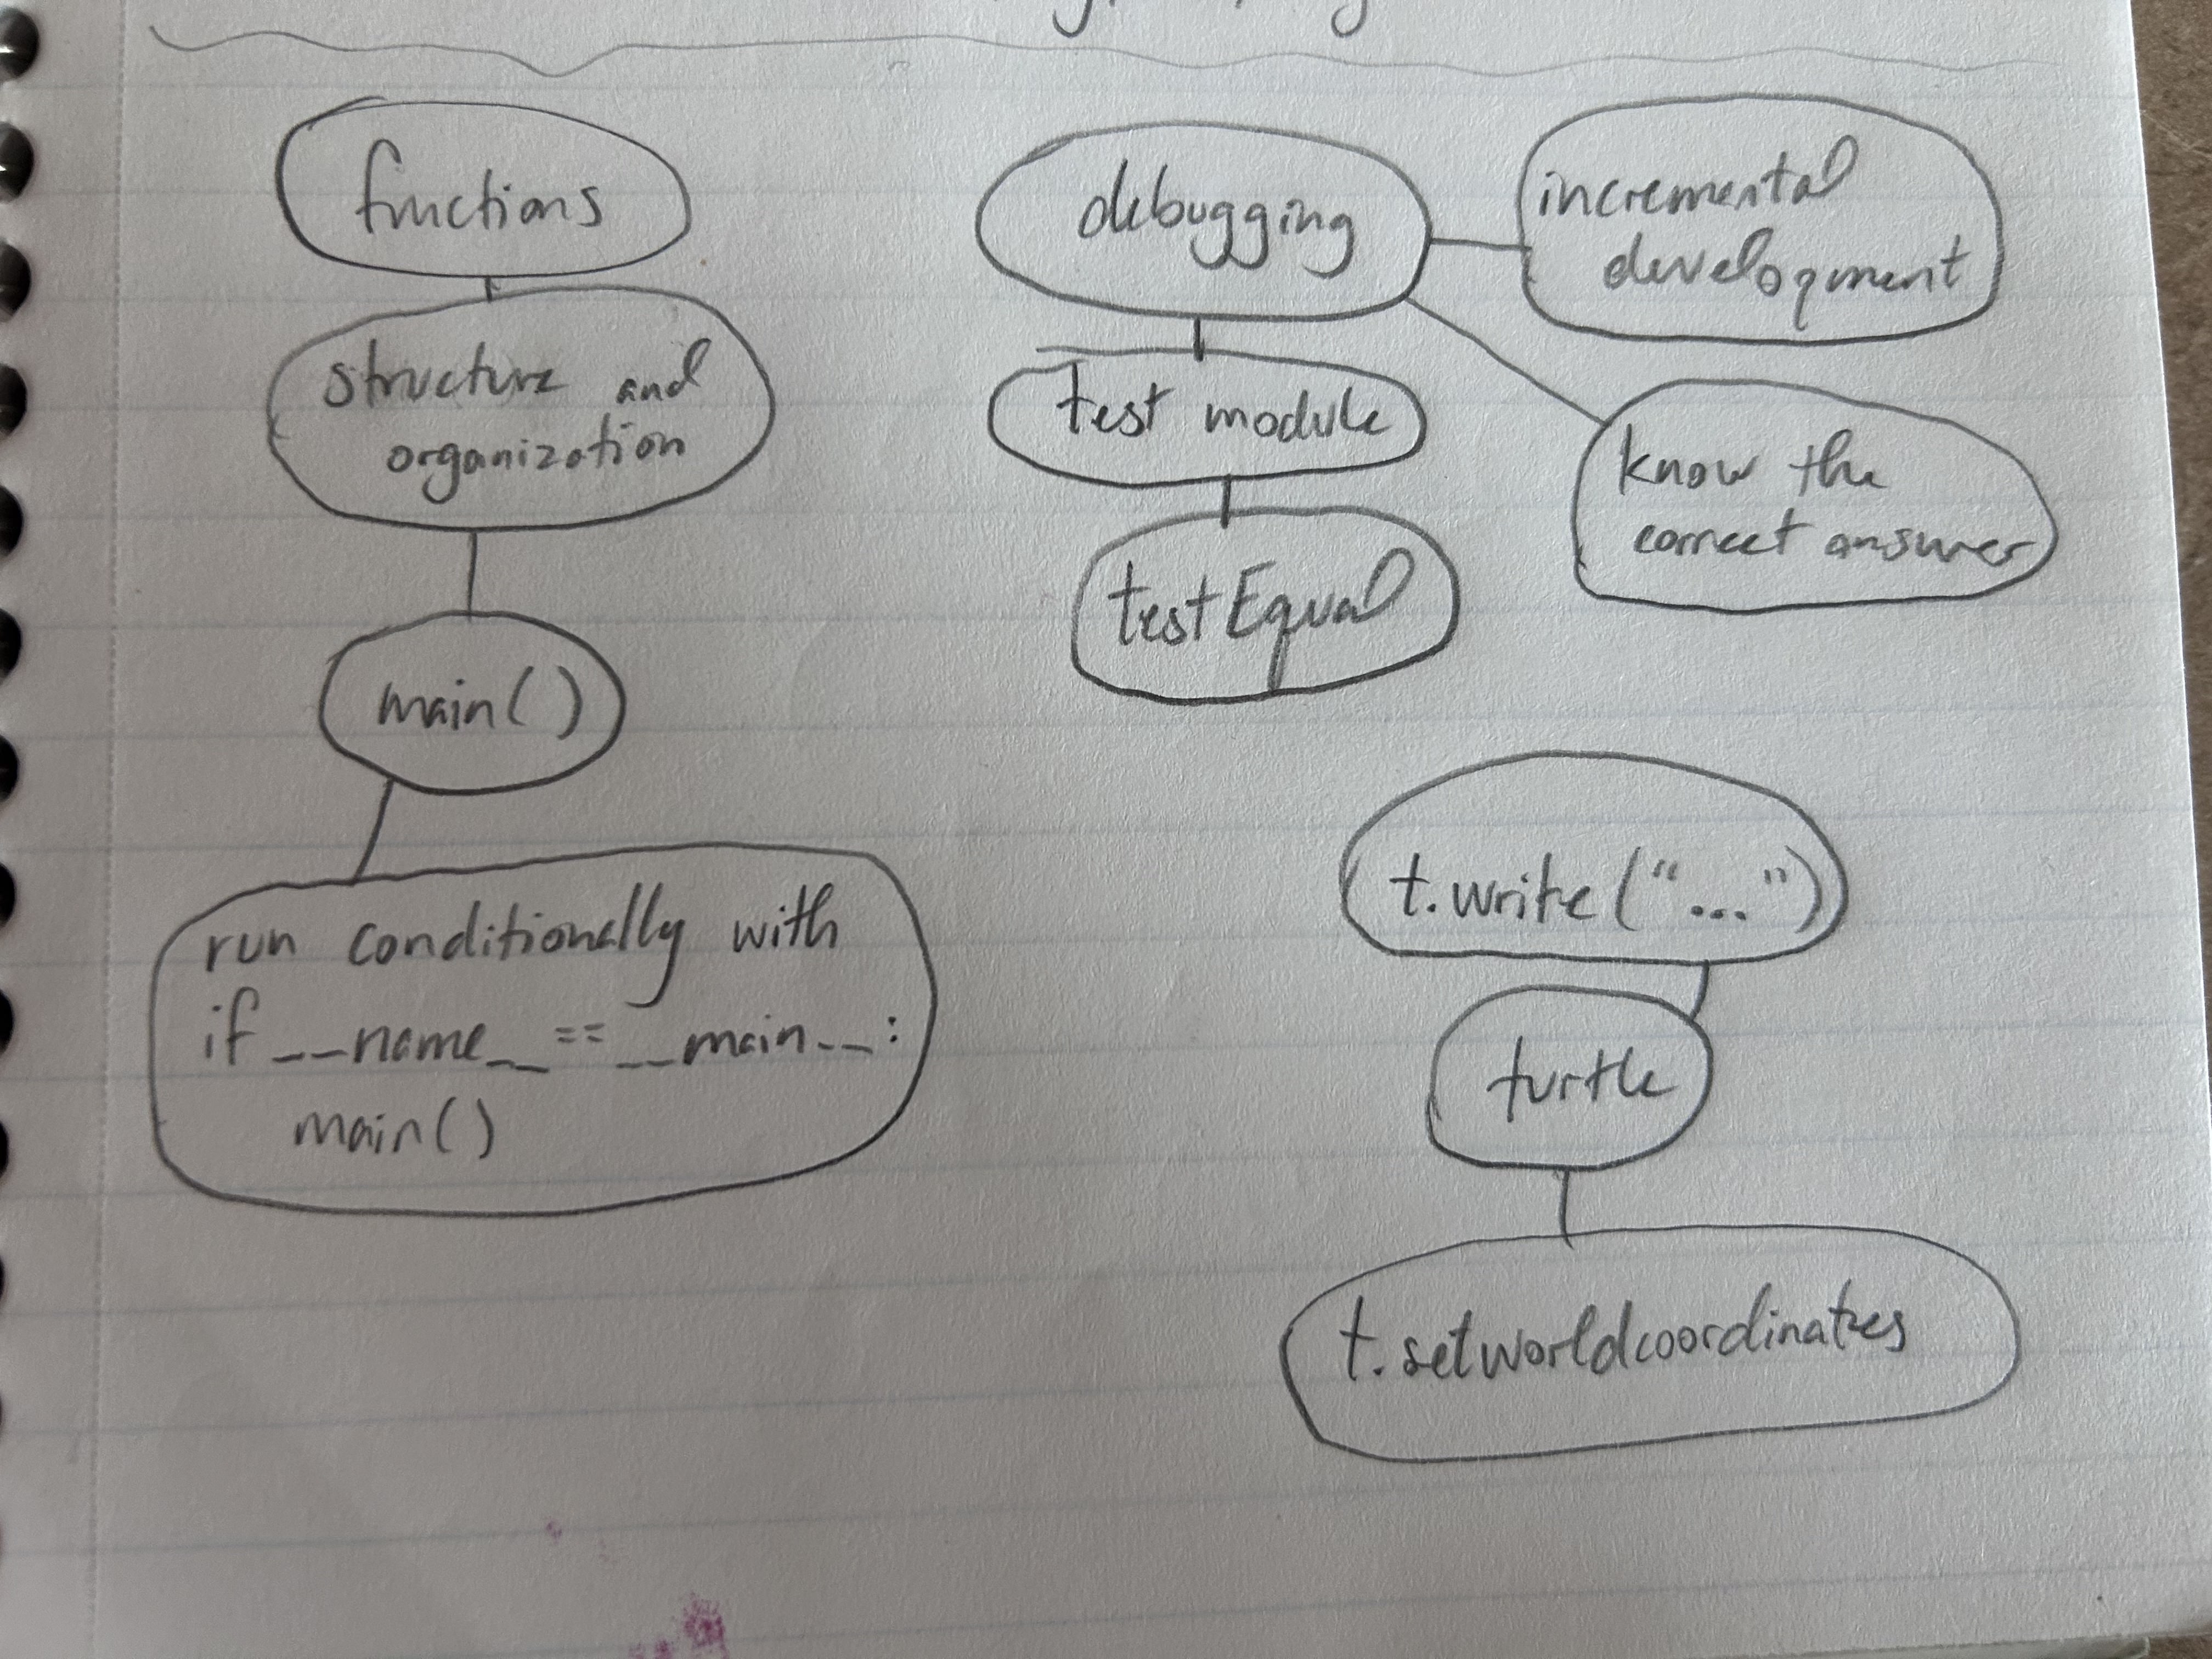 functions
structure and
organization
main()
run conditionally with
if __name__ == __main__:
main()
debugging
incremental
development
test module
know the
correct answer
testEqual
t.write("...")
turtle
t.setworldcoordinates